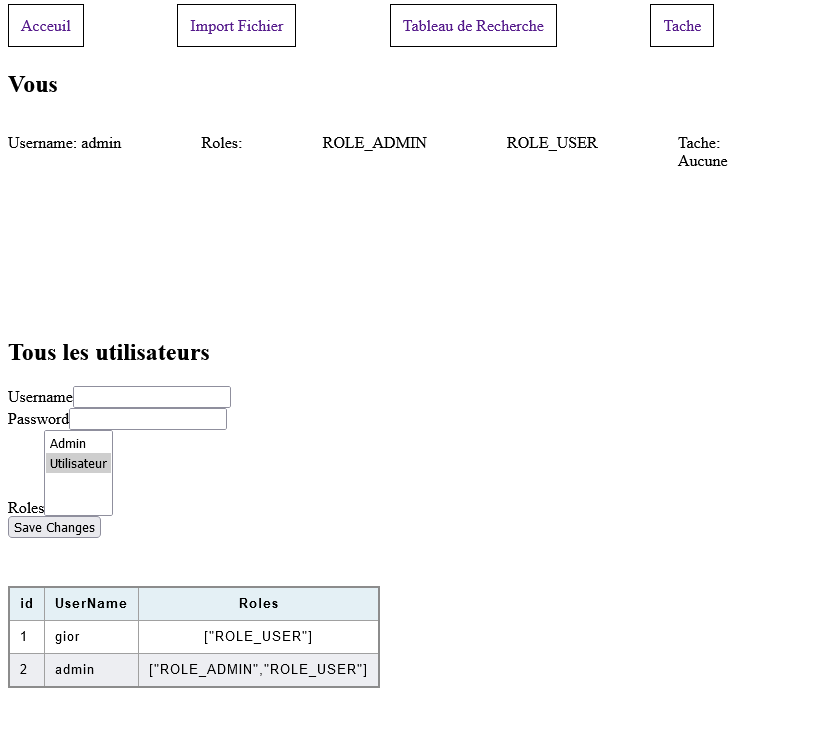 Acceuil Import Fichier Tableau de Recherche Tache
Vous
Username: admin Roles: ROLE_ADMIN ROLE_USER Tache:
Aucune
Tous les utilisateurs
Username
Password
Admin
Utilisateur
Roles
Save Changes
id UserName Roles
1 gior ["ROLE_USER"]
2 admin ["ROLE_ADMIN","ROLE_USER"]